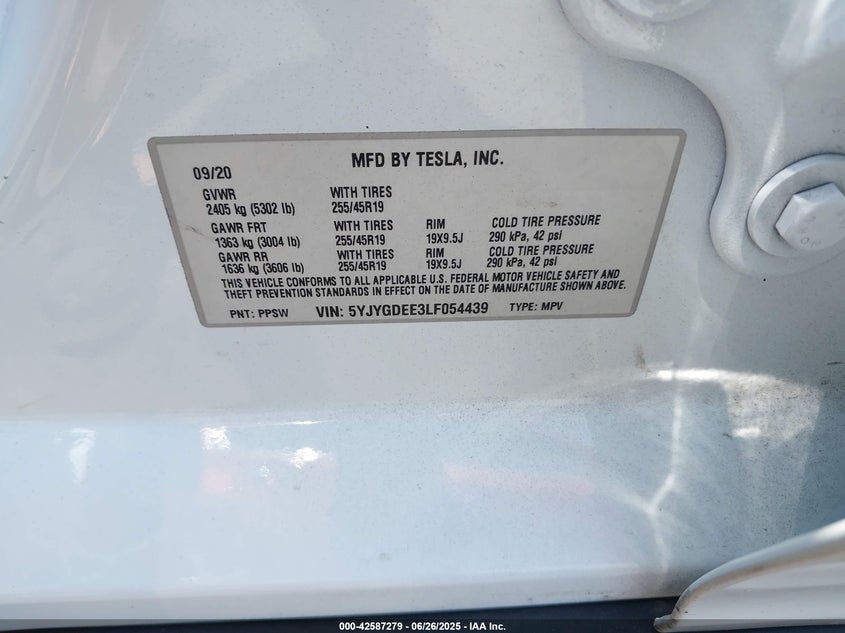 MFD BY TESLA, INC.
09/20
GVWR WITH TIRES
2405 kg (5302 lb) 255/45R19
GAWR FRT WITH TIRES RIM COLD TIRE PRESSURE
1363 kg (3004 lb) 255/45R19 19X9.5J 290 kPa, 42 psi
GAWR RR WITH TIRES RIM COLD TIRE PRESSURE
1636 kg (3606 lb) 255/45R19 19X9.5J 290 kPa, 42 psi
THIS VEHICLE CONFORMS TO ALL APPLICABLE U.S. FEDERAL MOTOR VEHICLE SAFETY AND
THEFT PREVENTION STANDARDS IN EFFECT ON THE DATE OF MANUFACTURE SHOWN ABOVE.
PNT: PPSW VIN: 5YJYGDEE3LF054439 TYPE: MPV
000-42587279 - 06/26/2025 - IAA Inc.